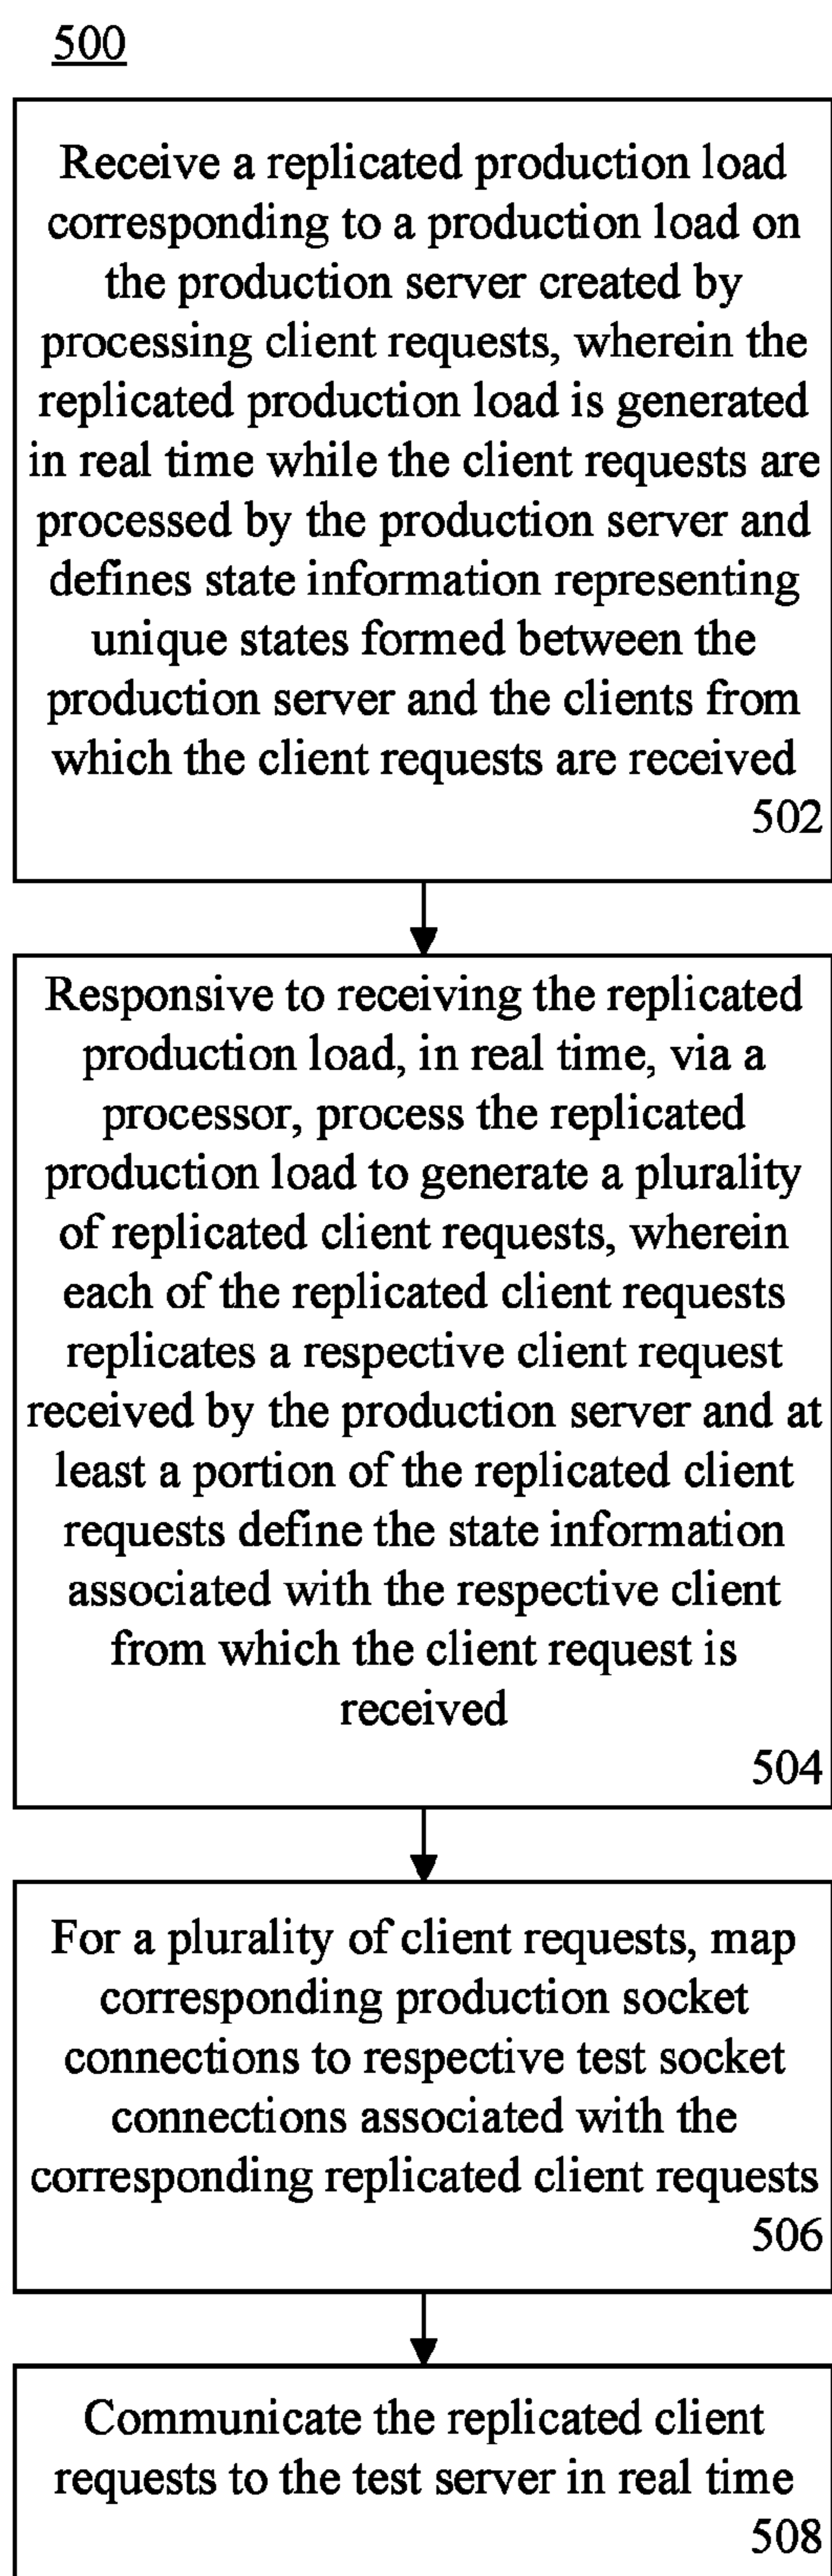 500
Receive a replicated production load
corresponding to a production load on
the production server created by
processing client requests, wherein the
replicated production load is generated
in real time while the client requests are
processed by the production server and
defines state information representing
unique states formed between the
production server and the clients from
which the client requests are received
502
Responsive to receiving the replicated
production load, in real time, via a
processor, process the replicated
production load to generate a plurality
of replicated client requests, wherein
each of the replicated client requests
replicates a respective client request
received by the production server and at
least a portion of the replicated client
requests define the state information
associated with the respective client
from which the client request is
received
504
For a plurality of client requests, map
corresponding production socket
connections to respective test socket
connections associated with the
corresponding replicated client requests
506
Communicate the replicated client
requests to the test server in real time
508